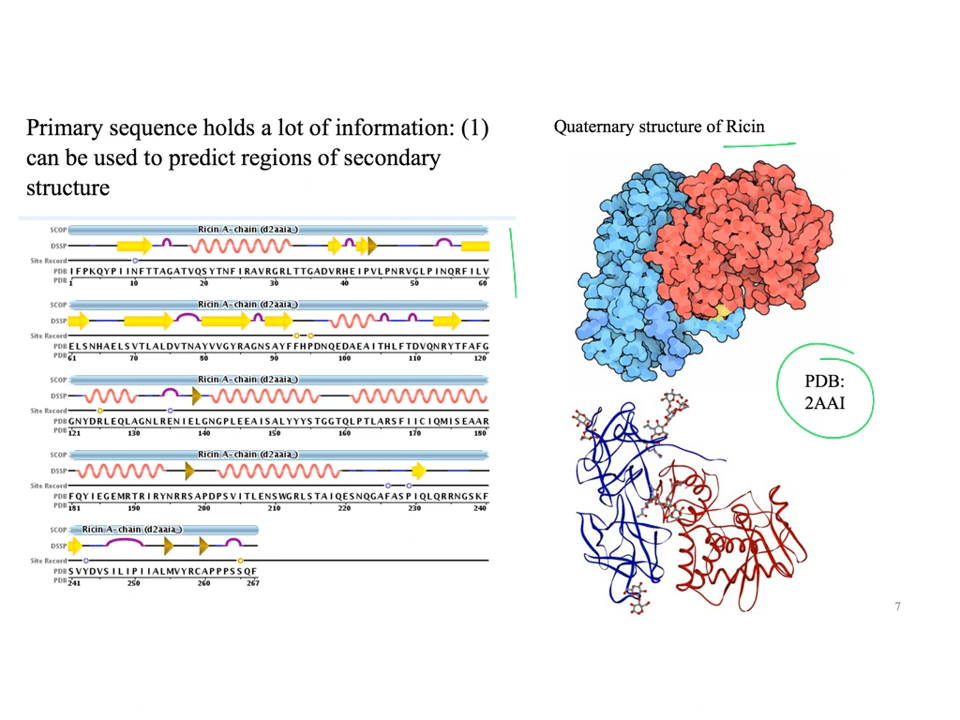 Primary sequence holds a lot of information: (1)
can be used to predict regions of secondary
structure
Quaternary structure of Ricin
SCOP Ricin A-chain (d2aaia_)
DSSP
Site Record
PDB IFPKQYPIINFTTAGATVQSYTNFIRAVRGRLTTGADVRHEIPVLPNRVGLPINQRFILV
PDB 1 10 20 30 40 50 60
SCOP Ricin A-chain (d2aaia_)
DSSP
Site Record
PDB ELSNHAELSVTLALDVTNAYVVGYRAGNSAYFFHPDNQEDAEAITHLFTDVQNRYTFAFG
PDB 61 70 80 90 100 110 120
SCOP Ricin A-chain (d2aaia_)
DSSP
Site Record
PDB GNYDRLEQLAGNLRENIELGNGPLEEAISALYYYSTGGTQLPTLARSFIICIQMISEAAR
PDB 121 130 140 150 160 170 180
SCOP Ricin A-chain (d2aaia_)
DSSP
Site Record
PDB FQYIEGEMRTRIRYNRRSAPDPSVITLENSWGRLSTAIQESNQGAFASPIQLQRRNGSKF
PDB 181 190 200 210 220 230 240
SCOP Ricin A-chain (d2aaia_)
DSSP
Site Record
PDB SVYDVSILIPIIALMVYRCAPPPSSQF
PDB 241 250 260 267
PDB:
2AAI
7